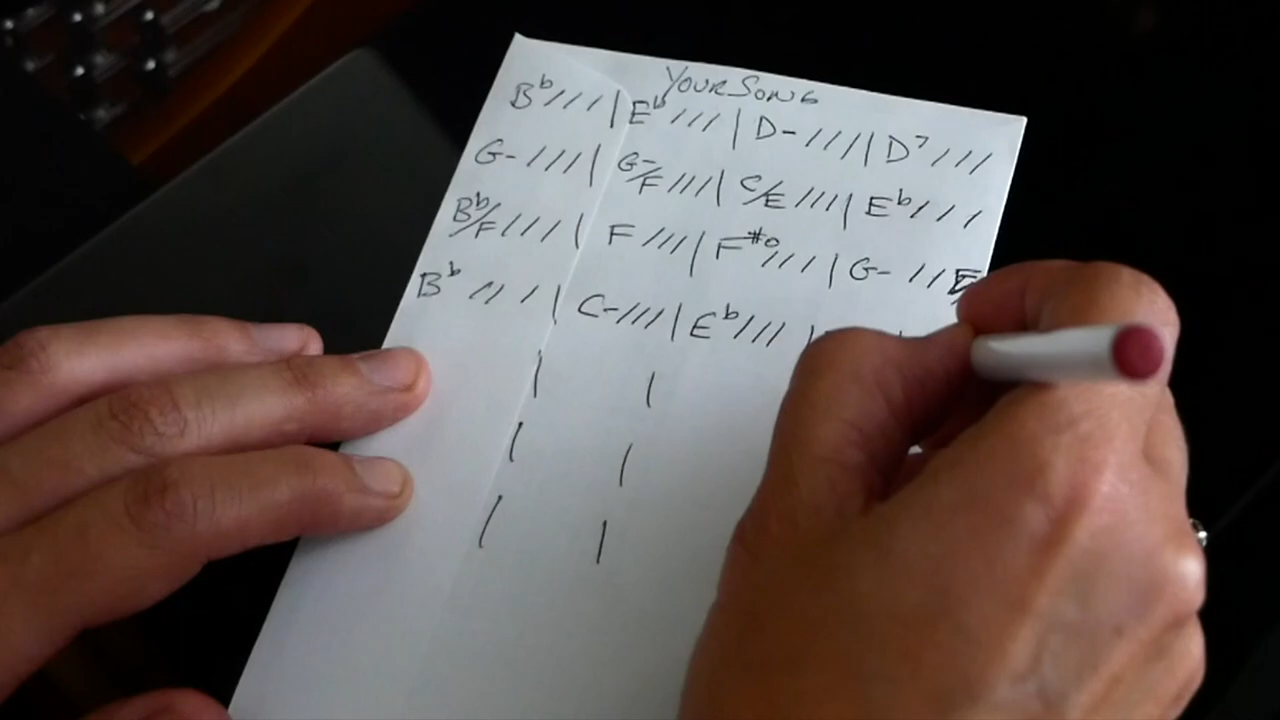 YOUR SONG
B♭ / / / | E♭ / / / | D- / / / | D7 / / /
G- / / / | G-/F / / / | C/E / / / | E♭ / / /
B♭/F / / / | F / / / | F#° / / / | G- / /
B♭ / / / | C- / / / | E♭ / / / |
| |
| |
| |